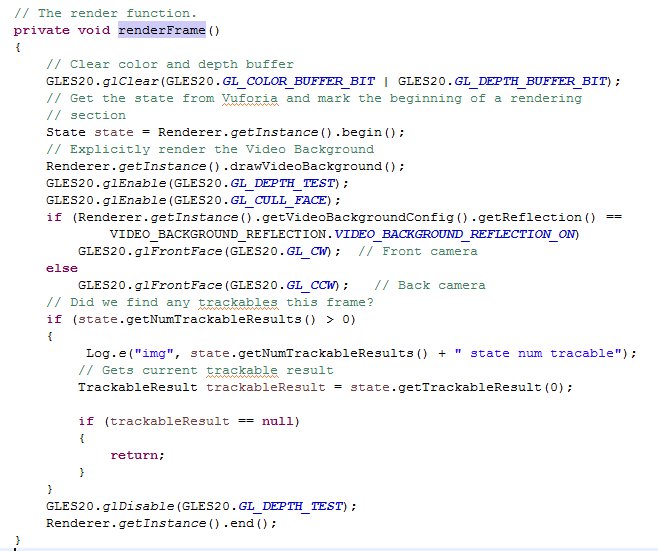 // The render function.
private void renderFrame()
{
    // Clear color and depth buffer
    GLES20.glClear(GLES20.GL_COLOR_BUFFER_BIT | GLES20.GL_DEPTH_BUFFER_BIT);
    // Get the state from Vuforia and mark the beginning of a rendering
    // section
    State state = Renderer.getInstance().begin();
    // Explicitly render the Video Background
    Renderer.getInstance().drawVideoBackground();
    GLES20.glEnable(GLES20.GL_DEPTH_TEST);
    GLES20.glEnable(GLES20.GL_CULL_FACE);
    if (Renderer.getInstance().getVideoBackgroundConfig().getReflection() ==
            VIDEO_BACKGROUND_REFLECTION.VIDEO_BACKGROUND_REFLECTION_ON)
        GLES20.glFrontFace(GLES20.GL_CW);  // Front camera
    else
        GLES20.glFrontFace(GLES20.GL_CCW);   // Back camera
    // Did we find any trackables this frame?
    if (state.getNumTrackableResults() > 0)
    {
         Log.e("img", state.getNumTrackableResults() + " state num tracable");
        // Gets current trackable result
        TrackableResult trackableResult = state.getTrackableResult(0);

        if (trackableResult == null)
        {
            return;
        }
    }
    GLES20.glDisable(GLES20.GL_DEPTH_TEST);
    Renderer.getInstance().end();
}